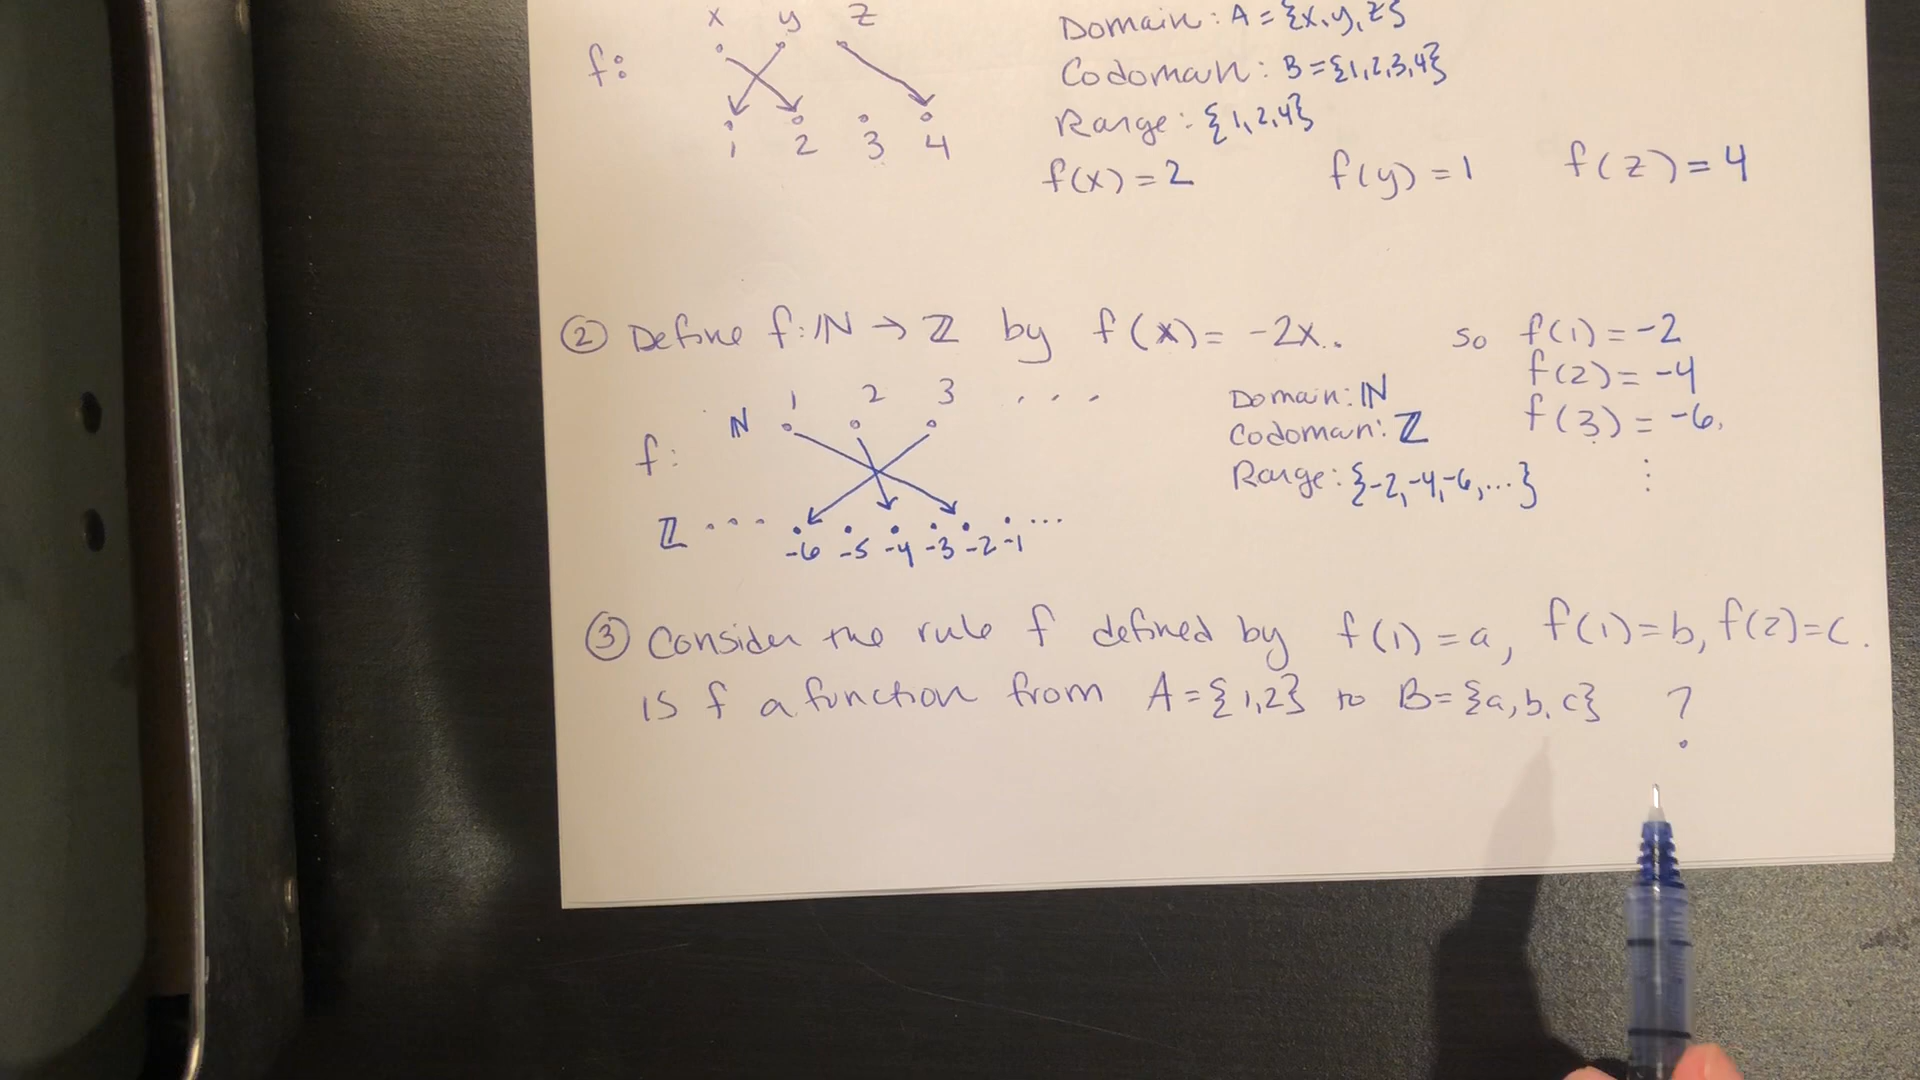 x y z
f:
1 2 3 4
Domain: A = {x,y,z}
Codoman: B={1,2,3,4}
Range: {1,2,4}
f(x)=2 f(y)=1 f(z)=4
② Define f:ℕ → ℤ by f(x)= -2x.. so f(1)=-2
f(2)=-4
f(3)=-6,
⋮
1 2 3 ...
ℕ
f:
ℤ ... -6 -5 -4 -3 -2 -1 ...
Domain: ℕ
Codoman: ℤ
Range: {-2,-4,-6,...}
③ Consider the rule f defined by f(1)=a, f(1)=b, f(2)=c.
Is f a function from A={1,2} to B={a,b,c} ?